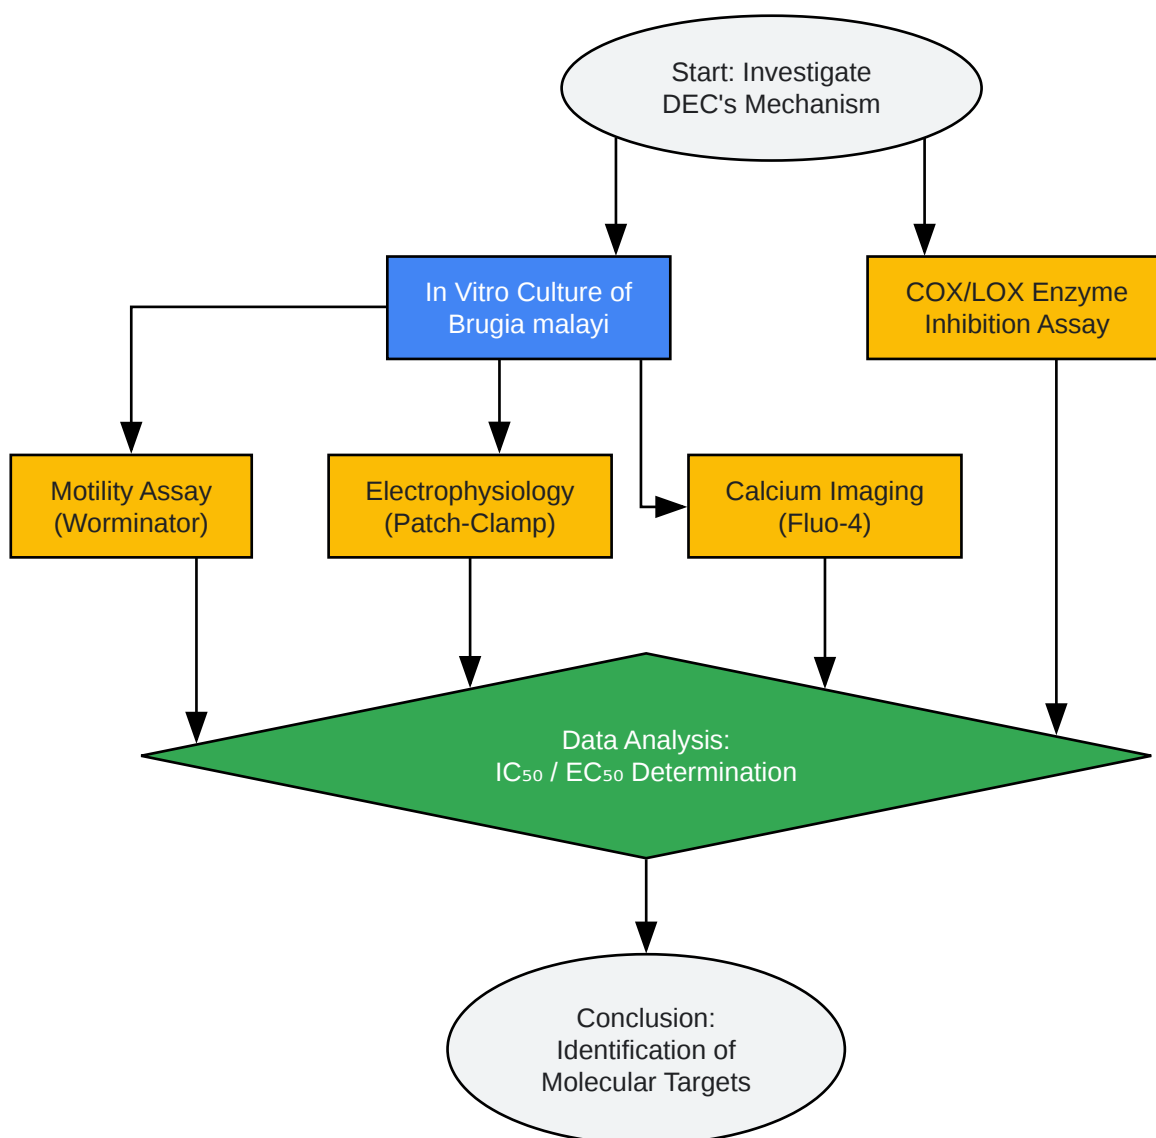 Start: Investigate
DEC's Mechanism
In Vitro Culture of
Brugia malayi
COX/LOX Enzyme
Inhibition Assay
Motility Assay
(Worminator)
Electrophysiology
(Patch-Clamp)
Calcium Imaging
(Fluo-4)
Data Analysis:
IC₅₀ / EC₅₀ Determination
Conclusion:
Identification of
Molecular Targets